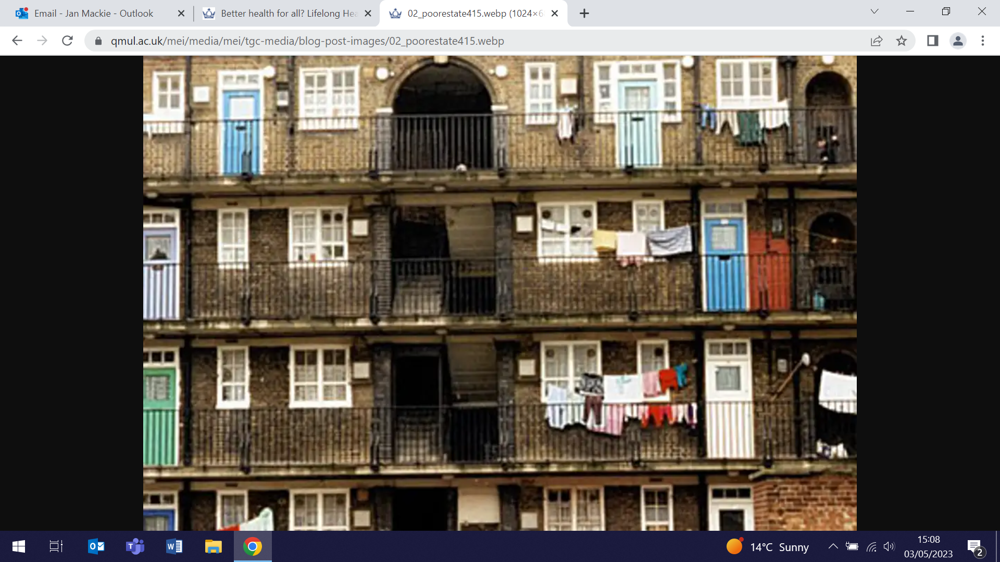 Email - Jan Mackie - Outlook
Better health for all? Lifelong Hea
02_poorestate415.webp (1024×6
qmul.ac.uk/mei/media/mei/tgc-media/blog-post-images/02_poorestate415.webp
14°C Sunny
15:08
03/05/2023
2